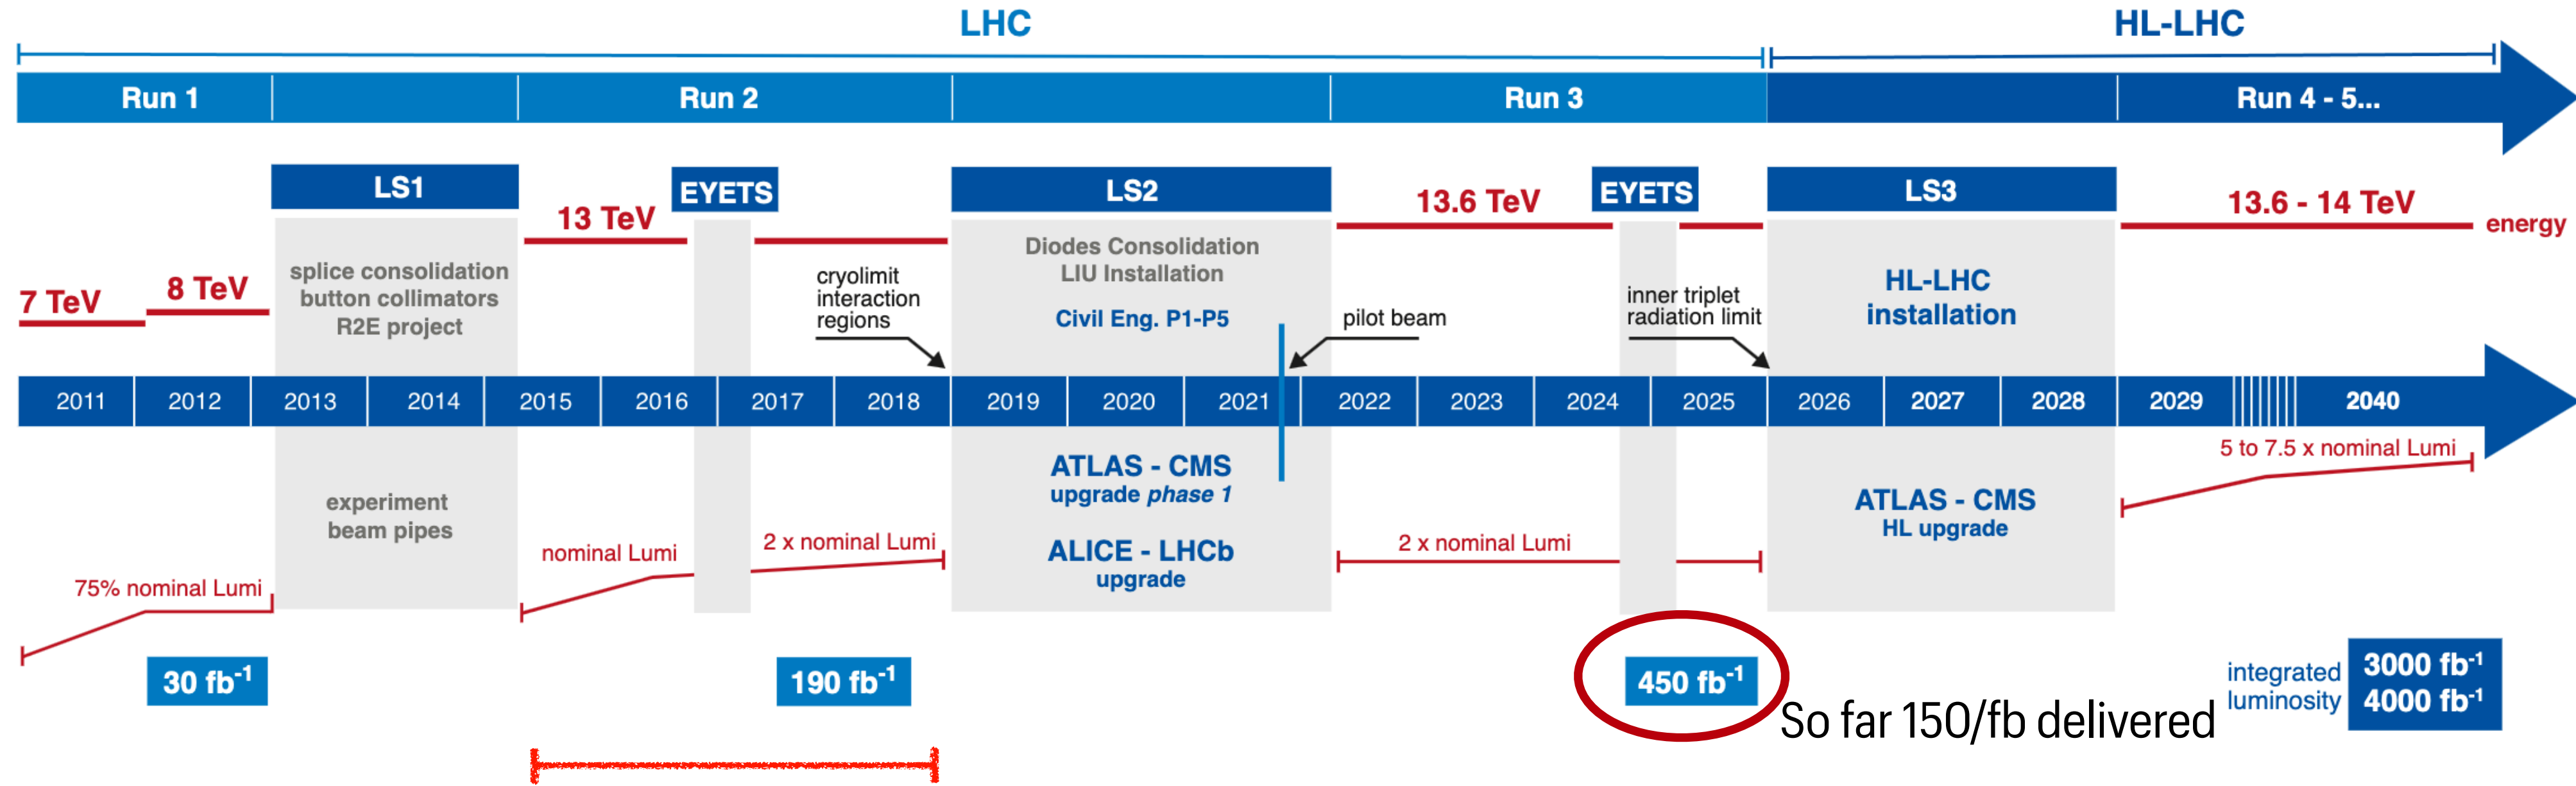 LHC
HL-LHC
Run 1
Run 2
Run 3
Run 4 - 5...
LS1
EYETS
LS2
EYETS
LS3
7 TeV
8 TeV
13 TeV
13.6 TeV
13.6 - 14 TeV
energy
splice consolidation
button collimators
R2E project
cryolimit
interaction
regions
Diodes Consolidation
LIU Installation
Civil Eng. P1-P5
pilot beam
inner triplet
radiation limit
HL-LHC
installation
2011
2012
2013
2014
2015
2016
2017
2018
2019
2020
2021
2022
2023
2024
2025
2026
2027
2028
2029
2040
experiment
beam pipes
75% nominal Lumi
nominal Lumi
2 x nominal Lumi
ATLAS - CMS
upgrade phase 1
ALICE - LHCb
upgrade
2 x nominal Lumi
ATLAS - CMS
HL upgrade
5 to 7.5 x nominal Lumi
30 fb⁻¹
190 fb⁻¹
450 fb⁻¹
So far 150/fb delivered
integrated
luminosity
3000 fb⁻¹
4000 fb⁻¹